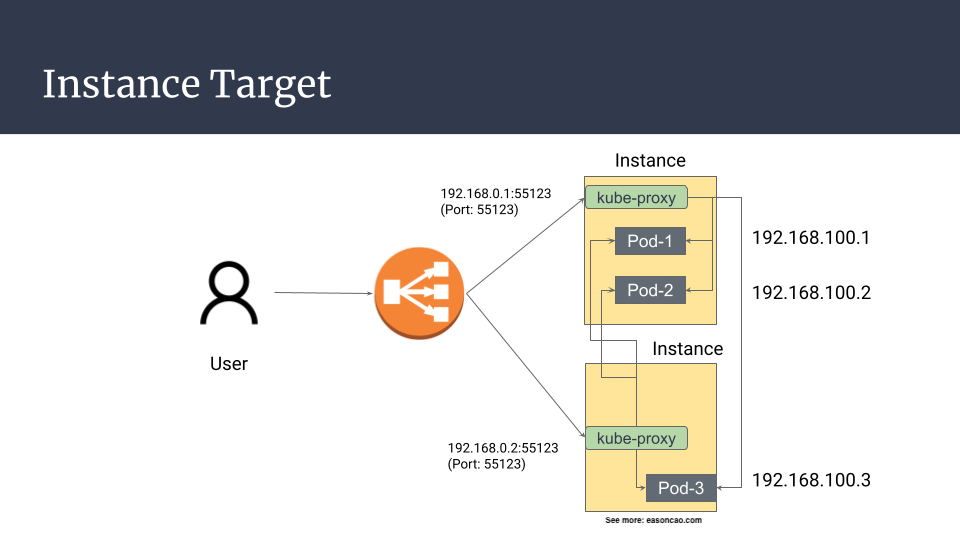 Instance Target
Instance
192.168.0.1:55123
(Port: 55123)
kube-proxy
Pod-1
192.168.100.1
Pod-2
192.168.100.2
User
Instance
192.168.0.2:55123
(Port: 55123)
kube-proxy
Pod-3
192.168.100.3
See more: easoncao.com